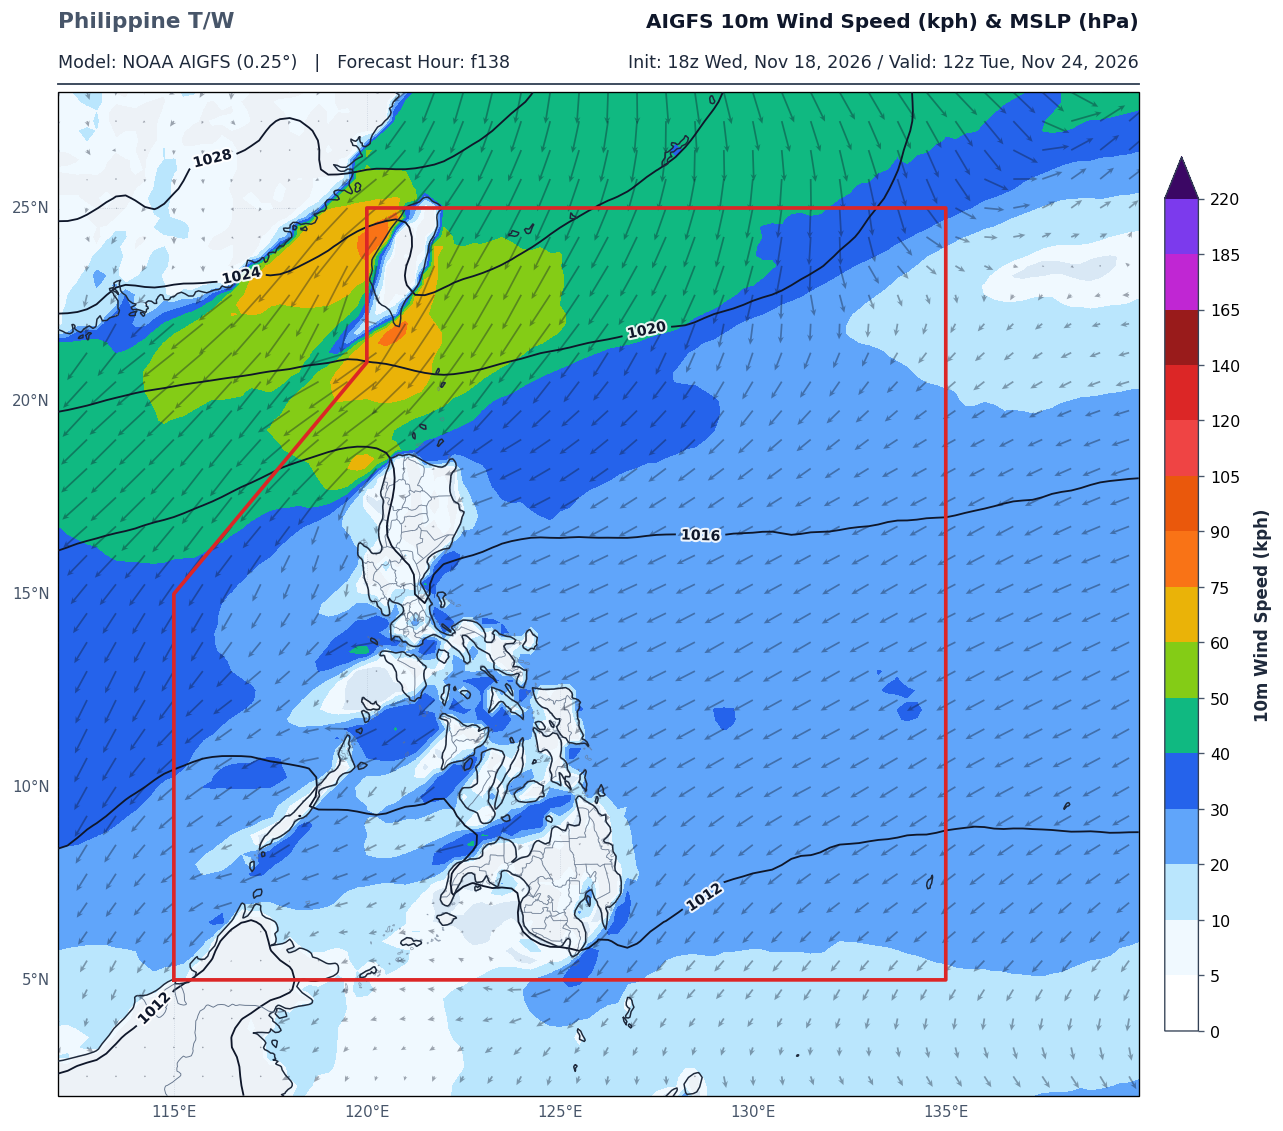 Philippine T/W
AIGFS 10m Wind Speed (kph) & MSLP (hPa)
Model: NOAA AIGFS (0.25°) | Forecast Hour: f138
Init: 18z Wed, Nov 18, 2026 / Valid: 12z Tue, Nov 24, 2026
1028
1024
1020
1016
1012
1012
25°N
20°N
15°N
10°N
5°N
115°E
120°E
125°E
130°E
135°E
220
185
165
140
120
105
90
75
60
50
40
30
20
10
5
0
10m Wind Speed (kph)